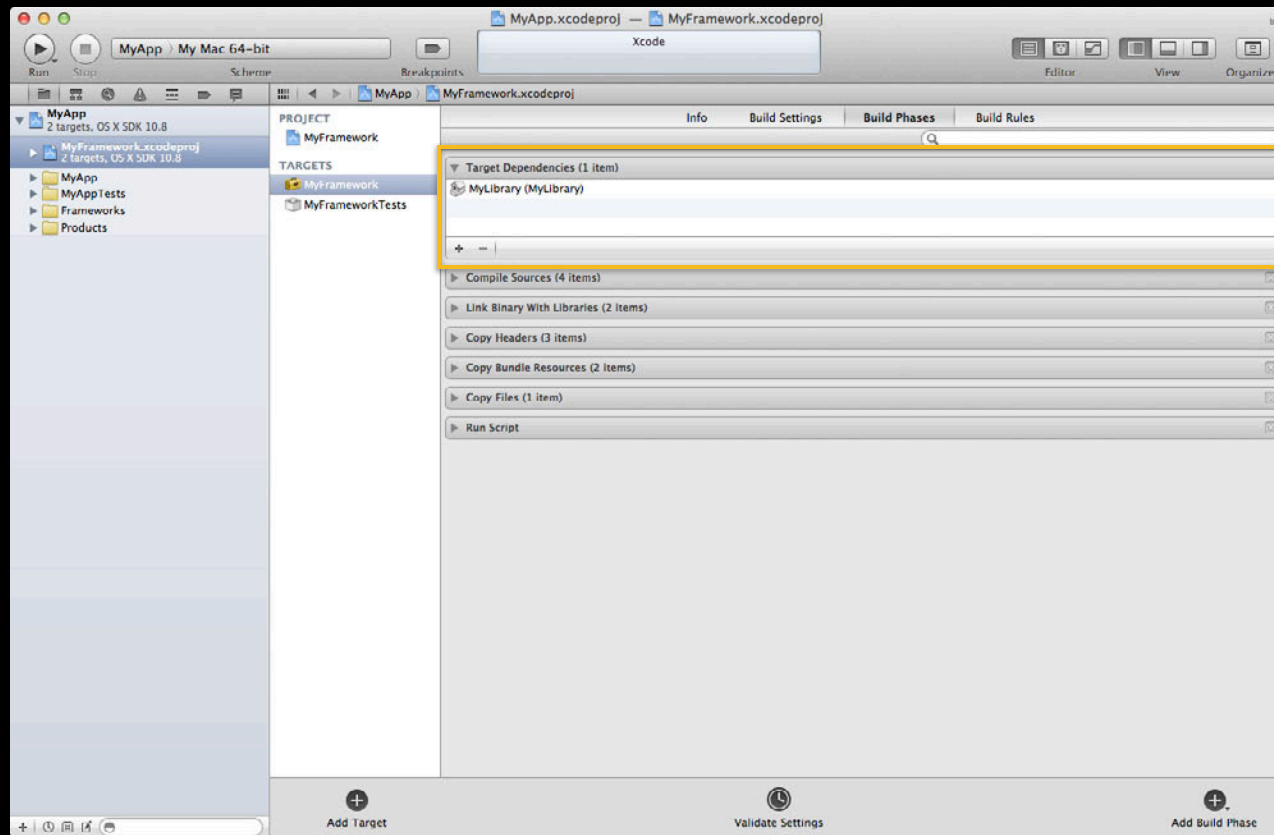 MyApp.xcodeproj — MyFramework.xcodeproj
MyApp › My Mac 64-bit
Xcode
Run Stop Scheme Breakpoints Editor View Organize
MyApp › MyFramework.xcodeproj
MyApp
2 targets, OS X SDK 10.8
MyFramework.xcodeproj
2 targets, OS X SDK 10.8
MyApp
MyAppTests
Frameworks
Products
PROJECT
MyFramework
TARGETS
MyFramework
MyFrameworkTests
Info Build Settings Build Phases Build Rules
Target Dependencies (1 item)
MyLibrary (MyLibrary)
Compile Sources (4 items)
Link Binary With Libraries (2 items)
Copy Headers (3 items)
Copy Bundle Resources (2 items)
Copy Files (1 item)
Run Script
Add Target Validate Settings Add Build Phase